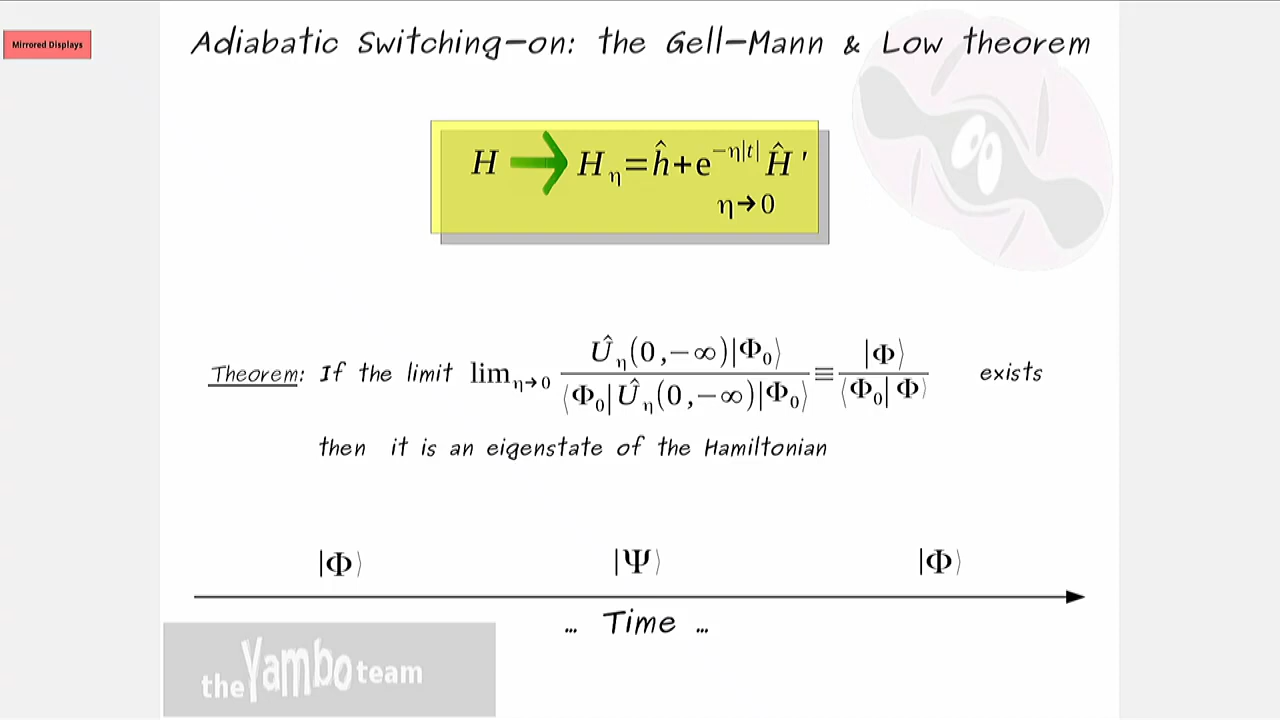 Mirrored Displays
Adiabatic Switching-on: the Gell-Mann & Low theorem
H → H_η = ĥ + e^{-η|t|} Ĥ '
η→0
Theorem: If the limit lim_{η→0} Û_η(0,−∞)|Φ₀⟩ / ⟨Φ₀|Û_η(0,−∞)|Φ₀⟩ ≡ |Φ⟩ / ⟨Φ₀|Φ⟩ exists
then it is an eigenstate of the Hamiltonian
|Φ⟩ |Ψ⟩ |Φ⟩
... Time ...
the Yambo team